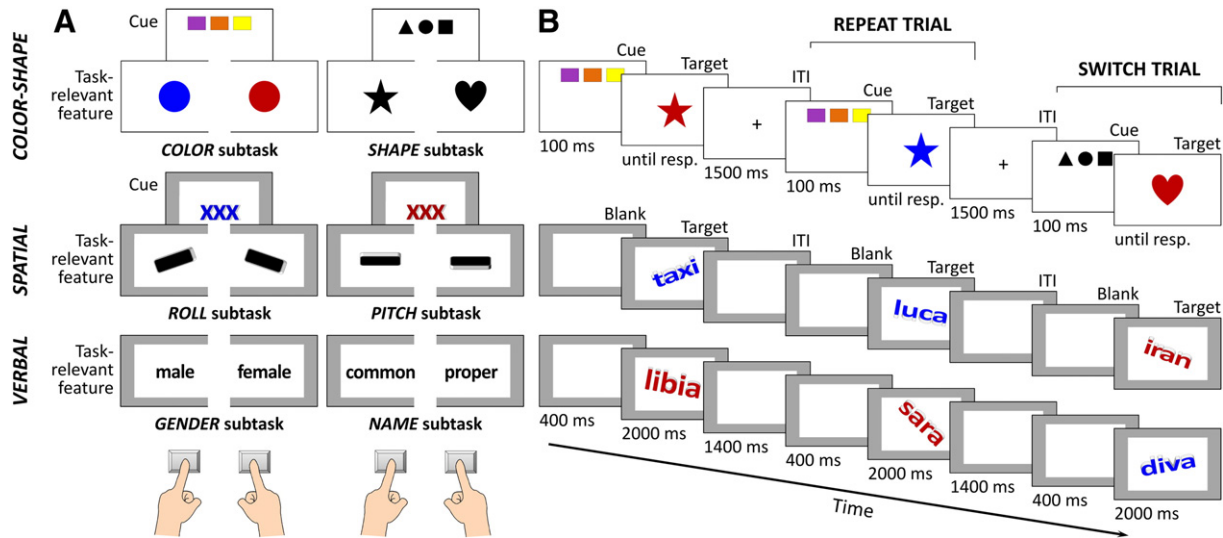 A
COLOR-SHAPE
Cue
Task-
relevant
feature
COLOR subtask
SHAPE subtask
SPATIAL
Cue
XXX
XXX
Task-
relevant
feature
ROLL subtask
PITCH subtask
VERBAL
Task-
relevant
feature
male
female
common
proper
GENDER subtask
NAME subtask
B
REPEAT TRIAL
SWITCH TRIAL
Cue
Target
ITI
Cue
Target
ITI
Cue
Target
+
+
100 ms
until resp.
1500 ms
100 ms
until resp.
1500 ms
100 ms
until resp.
Blank
Target
ITI
Blank
Target
ITI
Blank
Target
taxi
luca
iran
libia
sara
diva
400 ms
2000 ms
1400 ms
400 ms
2000 ms
1400 ms
400 ms
2000 ms
Time